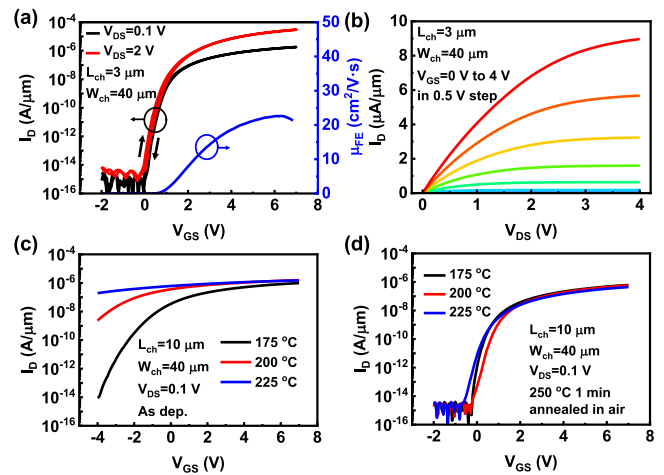 (a)
10⁻⁴
10⁻⁶
10⁻⁸
10⁻¹⁰
10⁻¹²
10⁻¹⁴
10⁻¹⁶
I_D (A/μm)
V_DS=0.1 V
V_DS=2 V
L_ch=3 μm
W_ch=40 μm
50
40
30
20
10
0
μ_FE (cm²/V·s)
-2 0 2 4 6 8
V_GS (V)
(b)
10
8
6
4
2
0
I_D (μA/μm)
L_ch=3 μm
W_ch=40 μm
V_GS=0 V to 4 V
in 0.5 V step
0 1 2 3 4
V_DS (V)
(c)
10⁻⁴
10⁻⁶
10⁻⁸
10⁻¹⁰
10⁻¹²
10⁻¹⁴
10⁻¹⁶
I_D (A/μm)
L_ch=10 μm
W_ch=40 μm
V_DS=0.1 V
As dep.
175 °C
200 °C
225 °C
-4 -2 0 2 4 6 8
V_GS (V)
(d)
10⁻⁴
10⁻⁶
10⁻⁸
10⁻¹⁰
10⁻¹²
10⁻¹⁴
10⁻¹⁶
I_D (A/μm)
175 °C
200 °C
225 °C
L_ch=10 μm
W_ch=40 μm
V_DS=0.1 V
250 °C 1 min
annealed in air
-2 0 2 4 6 8
V_GS (V)